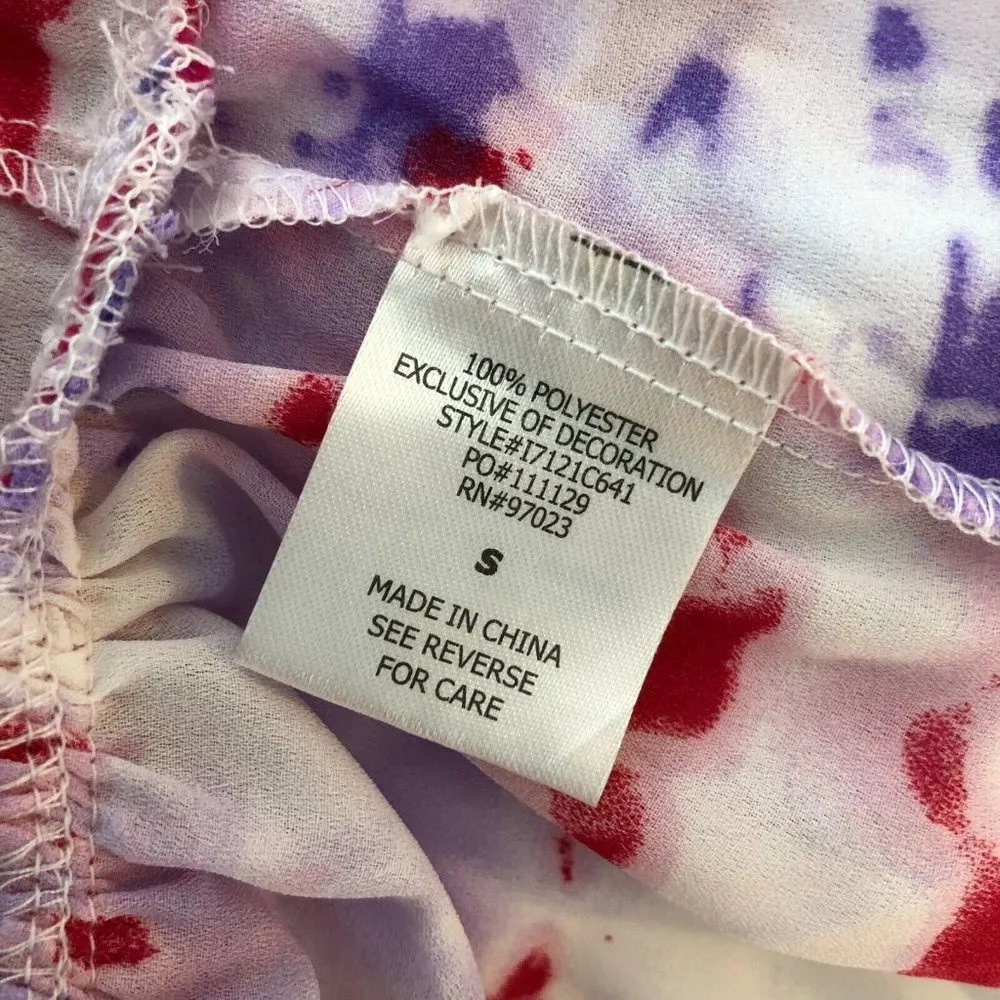 100% POLYESTER
EXCLUSIVE OF DECORATION
STYLE#I7121C641
PO#111129
RN#97023
S
MADE IN CHINA
SEE REVERSE
FOR CARE